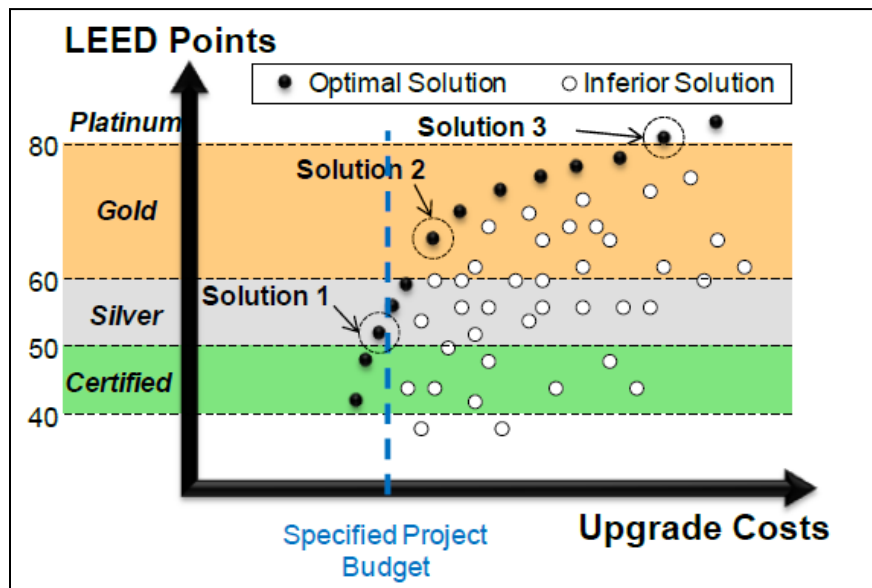 LEED Points
Optimal Solution
Inferior Solution
Platinum
Solution 3
80
Solution 2
Gold
60
Solution 1
Silver
50
Certified
40
Specified Project
Budget
Upgrade Costs